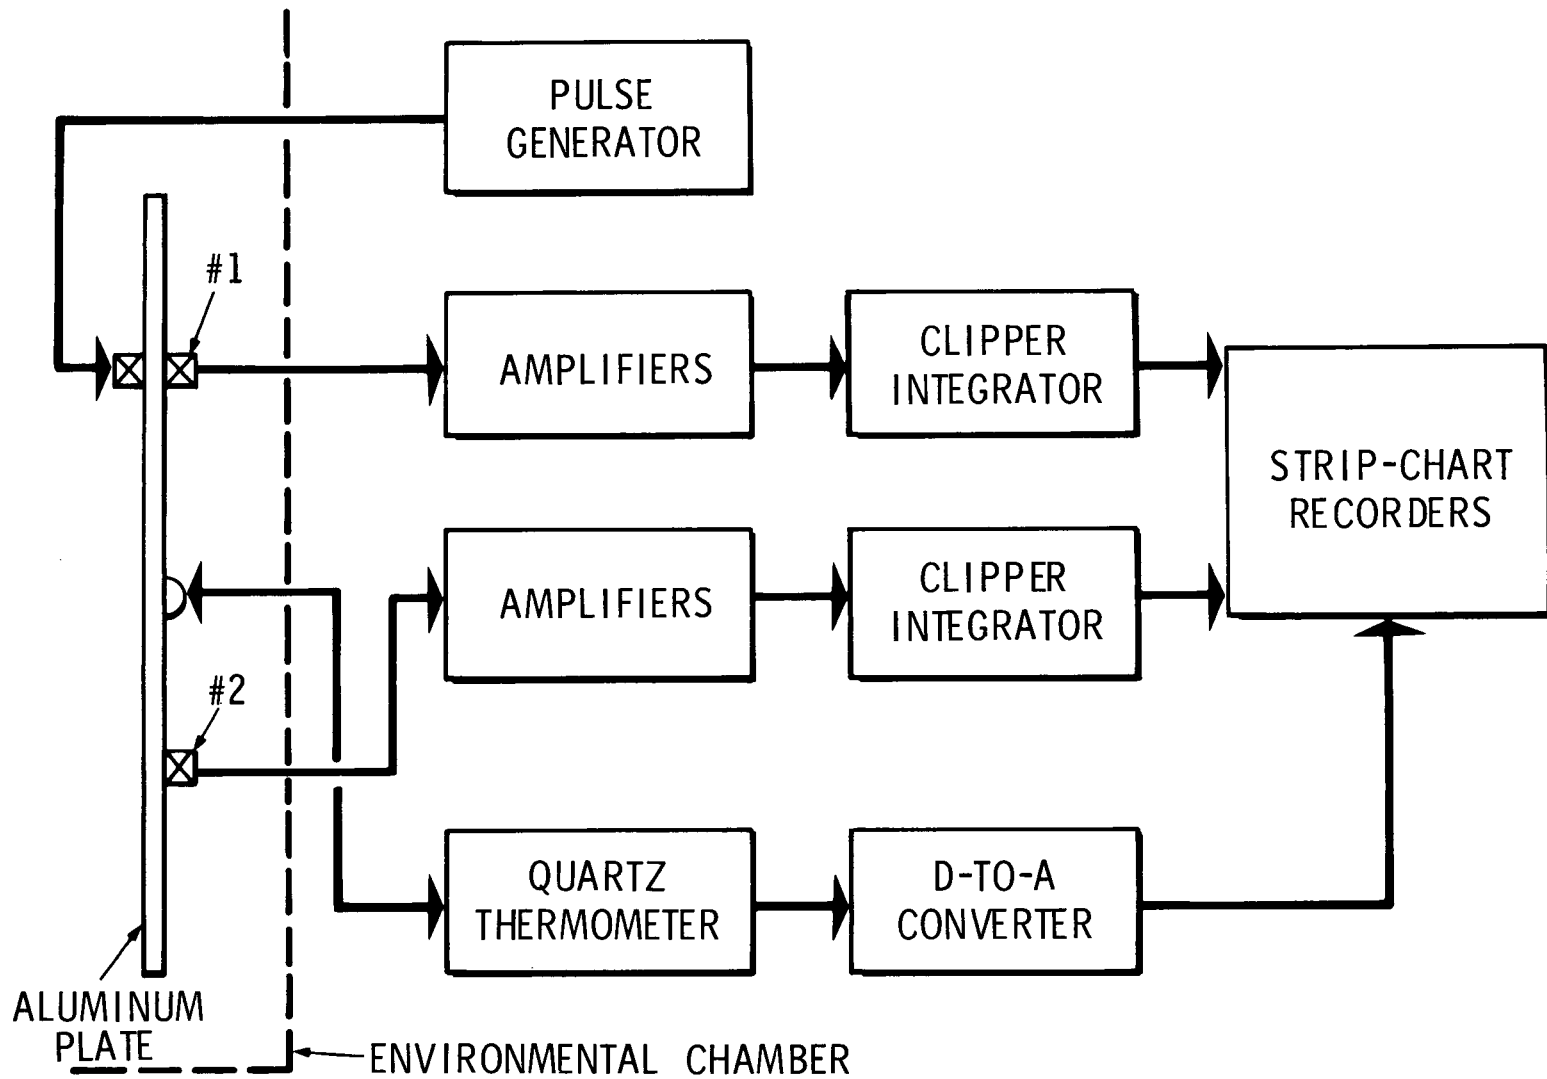 PULSE
GENERATOR
#1
AMPLIFIERS
CLIPPER
INTEGRATOR
STRIP-CHART
RECORDERS
AMPLIFIERS
CLIPPER
INTEGRATOR
#2
QUARTZ
THERMOMETER
D-TO-A
CONVERTER
ALUMINUM
PLATE
ENVIRONMENTAL CHAMBER